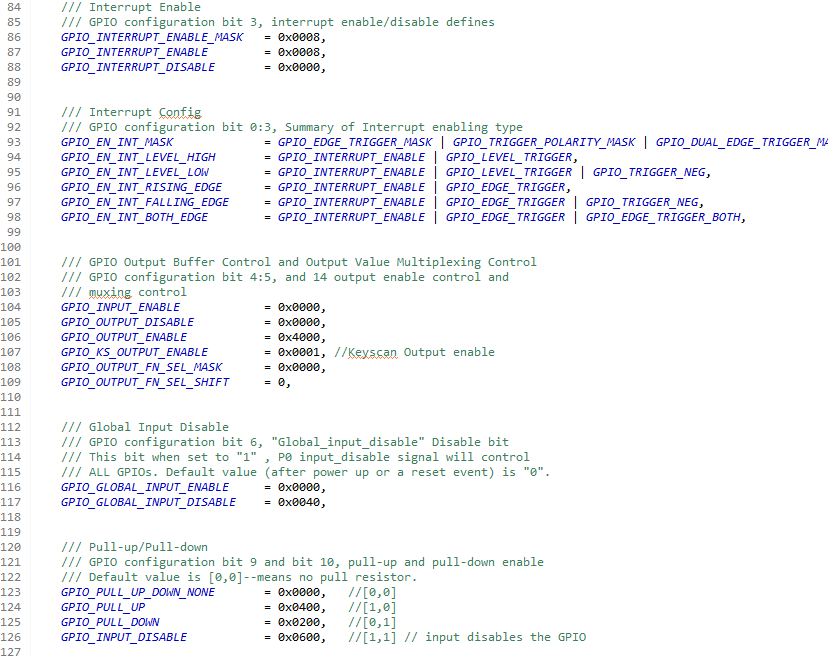 84 /// Interrupt Enable
85 /// GPIO configuration bit 3, interrupt enable/disable defines
86 GPIO_INTERRUPT_ENABLE_MASK = 0x0008,
87 GPIO_INTERRUPT_ENABLE = 0x0008,
88 GPIO_INTERRUPT_DISABLE = 0x0000,
89
90
91 /// Interrupt Config
92 /// GPIO configuration bit 0:3, Summary of Interrupt enabling type
93 GPIO_EN_INT_MASK = GPIO_EDGE_TRIGGER_MASK | GPIO_TRIGGER_POLARITY_MASK | GPIO_DUAL_EDGE_TRIGGER_MA
94 GPIO_EN_INT_LEVEL_HIGH = GPIO_INTERRUPT_ENABLE | GPIO_LEVEL_TRIGGER,
95 GPIO_EN_INT_LEVEL_LOW = GPIO_INTERRUPT_ENABLE | GPIO_LEVEL_TRIGGER | GPIO_TRIGGER_NEG,
96 GPIO_EN_INT_RISING_EDGE = GPIO_INTERRUPT_ENABLE | GPIO_EDGE_TRIGGER,
97 GPIO_EN_INT_FALLING_EDGE = GPIO_INTERRUPT_ENABLE | GPIO_EDGE_TRIGGER | GPIO_TRIGGER_NEG,
98 GPIO_EN_INT_BOTH_EDGE = GPIO_INTERRUPT_ENABLE | GPIO_EDGE_TRIGGER | GPIO_EDGE_TRIGGER_BOTH,
99
100
101 /// GPIO Output Buffer Control and Output Value Multiplexing Control
102 /// GPIO configuration bit 4:5, and 14 output enable control and
103 /// muxing control
104 GPIO_INPUT_ENABLE = 0x0000,
105 GPIO_OUTPUT_DISABLE = 0x0000,
106 GPIO_OUTPUT_ENABLE = 0x4000,
107 GPIO_KS_OUTPUT_ENABLE = 0x0001, //Keyscan Output enable
108 GPIO_OUTPUT_FN_SEL_MASK = 0x0000,
109 GPIO_OUTPUT_FN_SEL_SHIFT = 0,
110
111
112 /// Global Input Disable
113 /// GPIO configuration bit 6, "Global_input_disable" Disable bit
114 /// This bit when set to "1" , P0 input_disable signal will control
115 /// ALL GPIOs. Default value (after power up or a reset event) is "0".
116 GPIO_GLOBAL_INPUT_ENABLE = 0x0000,
117 GPIO_GLOBAL_INPUT_DISABLE = 0x0040,
118
119
120 /// Pull-up/Pull-down
121 /// GPIO configuration bit 9 and bit 10, pull-up and pull-down enable
122 /// Default value is [0,0]--means no pull resistor.
123 GPIO_PULL_UP_DOWN_NONE = 0x0000, //[0,0]
124 GPIO_PULL_UP = 0x0400, //[1,0]
125 GPIO_PULL_DOWN = 0x0200, //[0,1]
126 GPIO_INPUT_DISABLE = 0x0600, //[1,1] // input disables the GPIO
127